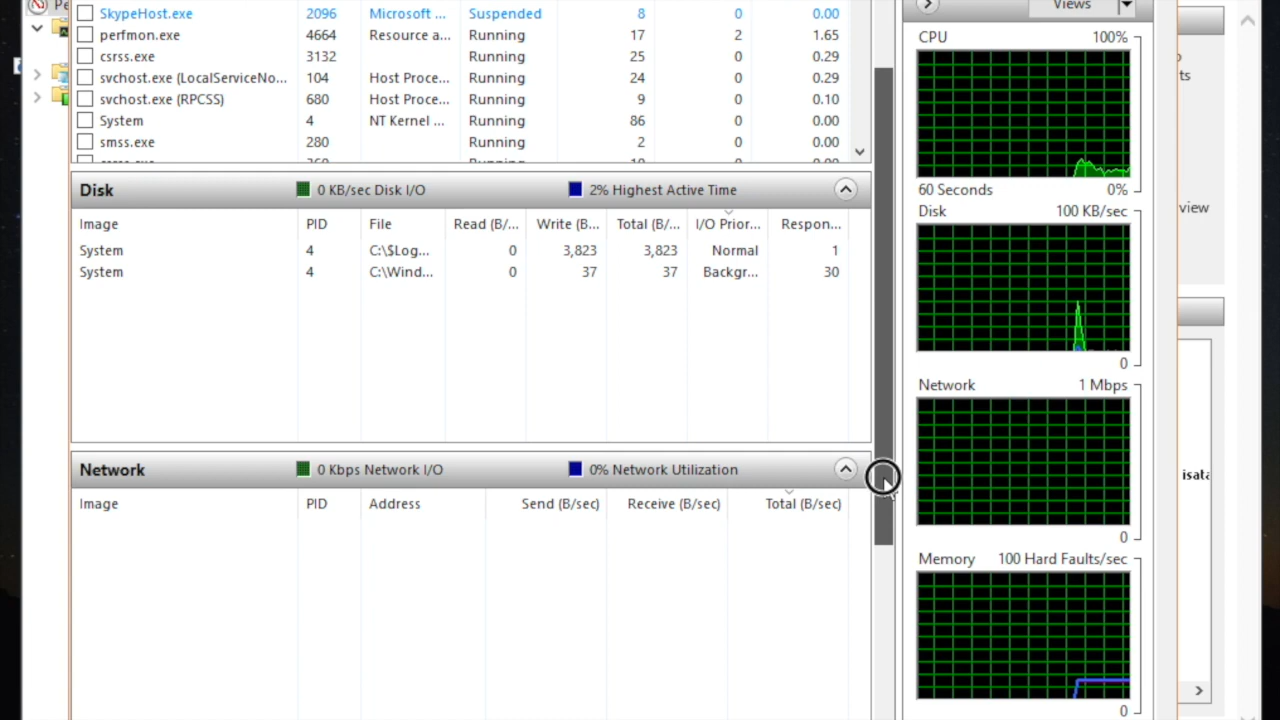 Pe
SkypeHost.exe 2096 Microsoft ... Suspended 8 0 0.00
perfmon.exe 4664 Resource a... Running 17 2 1.65
csrss.exe 3132 Running 25 0 0.29
svchost.exe (LocalServiceNo... 104 Host Proce... Running 24 0 0.29
svchost.exe (RPCSS) 680 Host Proce... Running 9 0 0.10
System 4 NT Kernel ... Running 86 0 0.00
smss.exe 280 Running 2 0 0.00
Disk 0 KB/sec Disk I/O 2% Highest Active Time
Image PID File Read (B/... Write (B... Total (B/... I/O Prior... Respon...
System 4 C:\$Log... 0 3,823 3,823 Normal 1
System 4 C:\Wind... 0 37 37 Backgr... 30
Network 0 Kbps Network I/O 0% Network Utilization
Image PID Address Send (B/sec) Receive (B/sec) Total (B/sec)
Views
CPU 100%
60 Seconds 0%
Disk 100 KB/sec
0
Network 1 Mbps
0
Memory 100 Hard Faults/sec
0
ts
view
isata